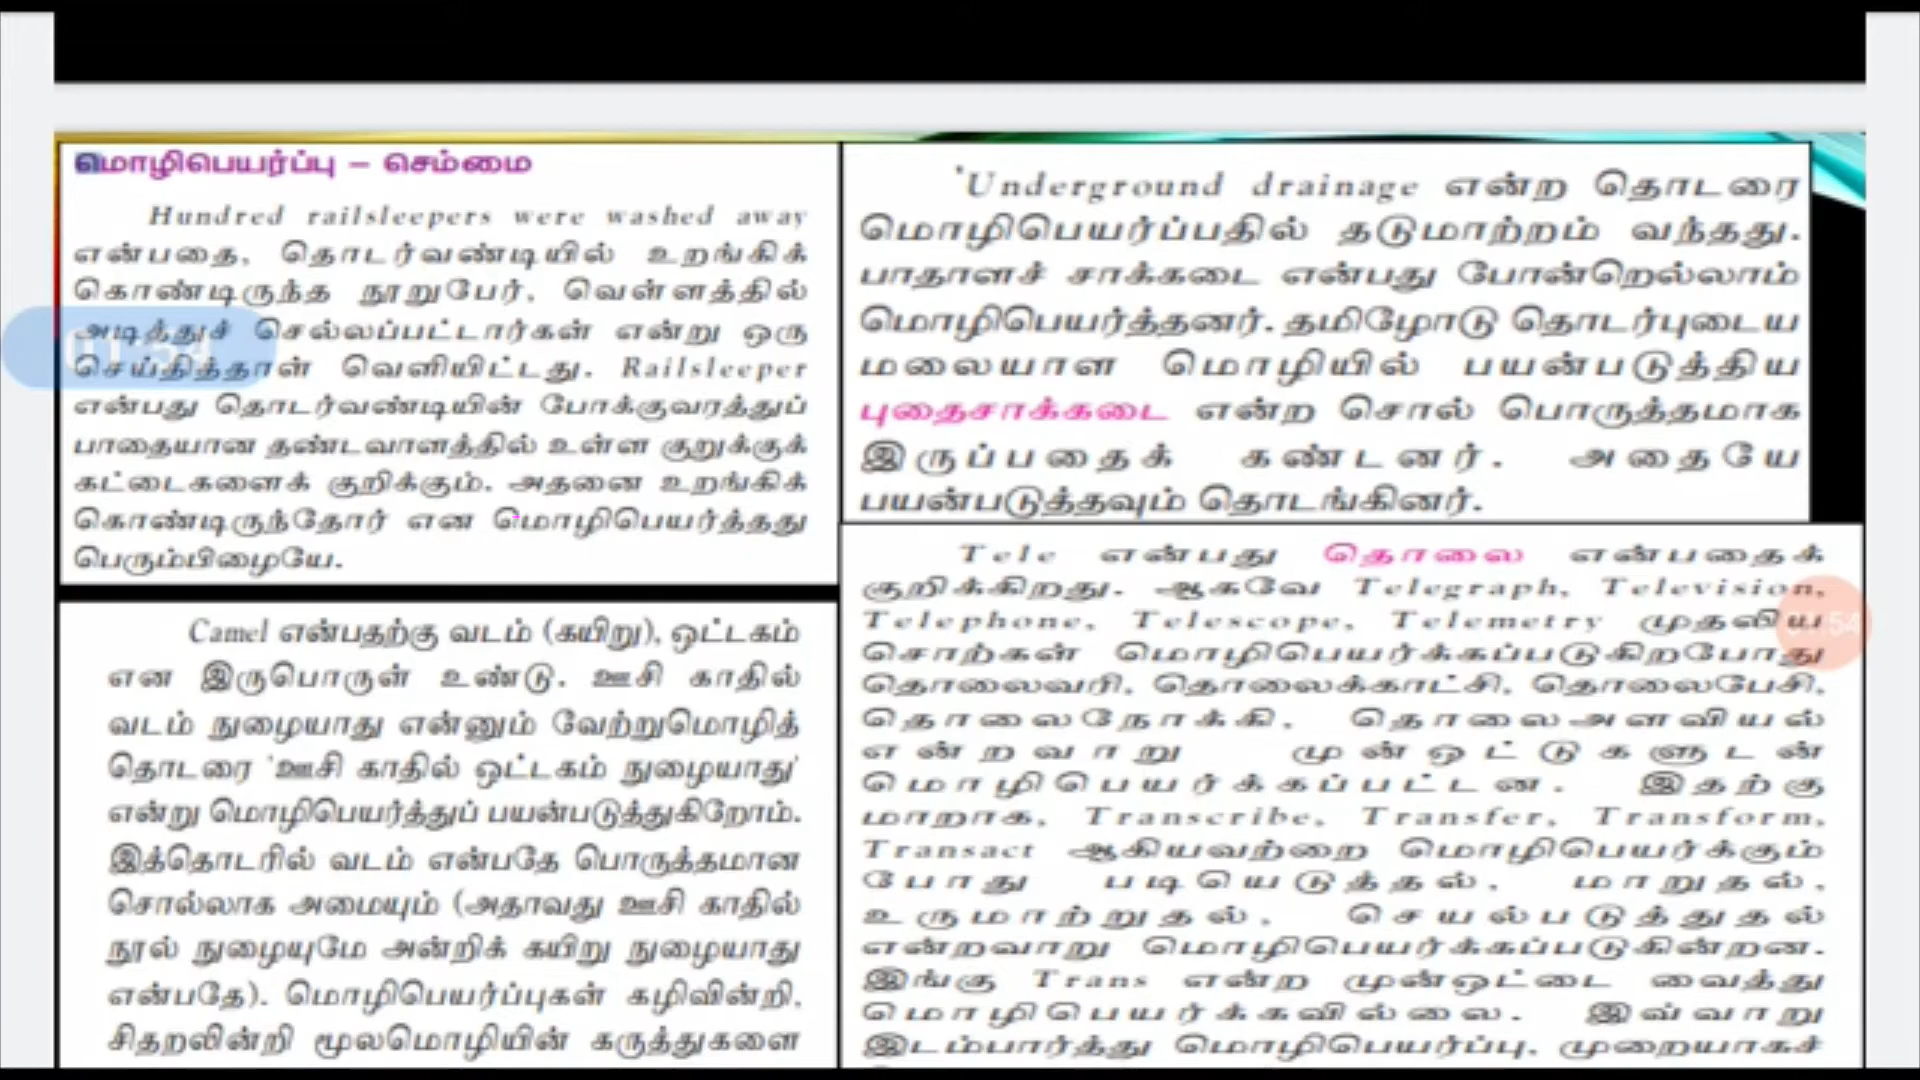 மொழிபெயர்ப்பு – செம்மை
Hundred railsleepers were washed away
என்பதை, தொடர்வண்டியில் உறங்கிக்
கொண்டிருந்த நூறுபேர், வெள்ளத்தில்
அடித்துச் செல்லப்பட்டார்கள் என்று ஒரு
செய்தித்தாள் வெளியிட்டது. Railsleeper
என்பது தொடர்வண்டியின் போக்குவரத்துப்
பாதையான தண்டவாளத்தில் உள்ள குறுக்குக்
கட்டைகளைக் குறிக்கும். அதனை உறங்கிக்
கொண்டிருந்தோர் என மொழிபெயர்த்தது
பெரும்பிழையே.
Camel என்பதற்கு வடம் (கயிறு), ஒட்டகம்
என இருபொருள் உண்டு. ஊசி காதில்
வடம் நுழையாது என்னும் வேற்றுமொழித்
தொடரை 'ஊசி காதில் ஒட்டகம் நுழையாது'
என்று மொழிபெயர்த்துப் பயன்படுத்துகிறோம்.
இத்தொடரில் வடம் என்பதே பொருத்தமான
சொல்லாக அமையும் (அதாவது ஊசி காதில்
நூல் நுழையுமே அன்றிக் கயிறு நுழையாது
என்பதே). மொழிபெயர்ப்புகள் கழிவின்றி,
சிதறலின்றி மூலமொழியின் கருத்துகளை
'Underground drainage என்ற தொடரை
மொழிபெயர்ப்பதில் தடுமாற்றம் வந்தது.
பாதாளச் சாக்கடை என்பது போன்றெல்லாம்
மொழிபெயர்த்தனர். தமிழோடு தொடர்புடைய
மலையாள மொழியில் பயன்படுத்திய
புதைசாக்கடை என்ற சொல் பொருத்தமாக
இருப்பதைக் கண்டனர். அதையே
பயன்படுத்தவும் தொடங்கினர்.
Tele என்பது தொலை என்பதைக்
குறிக்கிறது. ஆகவே Telegraph, Television,
Telephone, Telescope, Telemetry முதலிய
சொற்கள் மொழிபெயர்க்கப்படுகிறபோது
தொலைவரி, தொலைக்காட்சி, தொலைபேசி,
தொலைநோக்கி, தொலைஅளவியல்
என்றவாறு முன்ஒட்டுகளுடன்
மொழிபெயர்க்கப்பட்டன. இதற்கு
மாறாக, Transcribe, Transfer, Transform,
Transact ஆகியவற்றை மொழிபெயர்க்கும்
போது படியெடுத்தல், மாறுதல்,
உருமாற்றுதல், செயல்படுத்துதல்
என்றவாறு மொழிபெயர்க்கப்படுகின்றன.
இங்கு Trans என்ற முன்ஒட்டை வைத்து
மொழிபெயர்க்கவில்லை. இவ்வாறு
இடம்பார்த்து மொழிபெயர்ப்பு, முறையாகச்
01:54
01:54